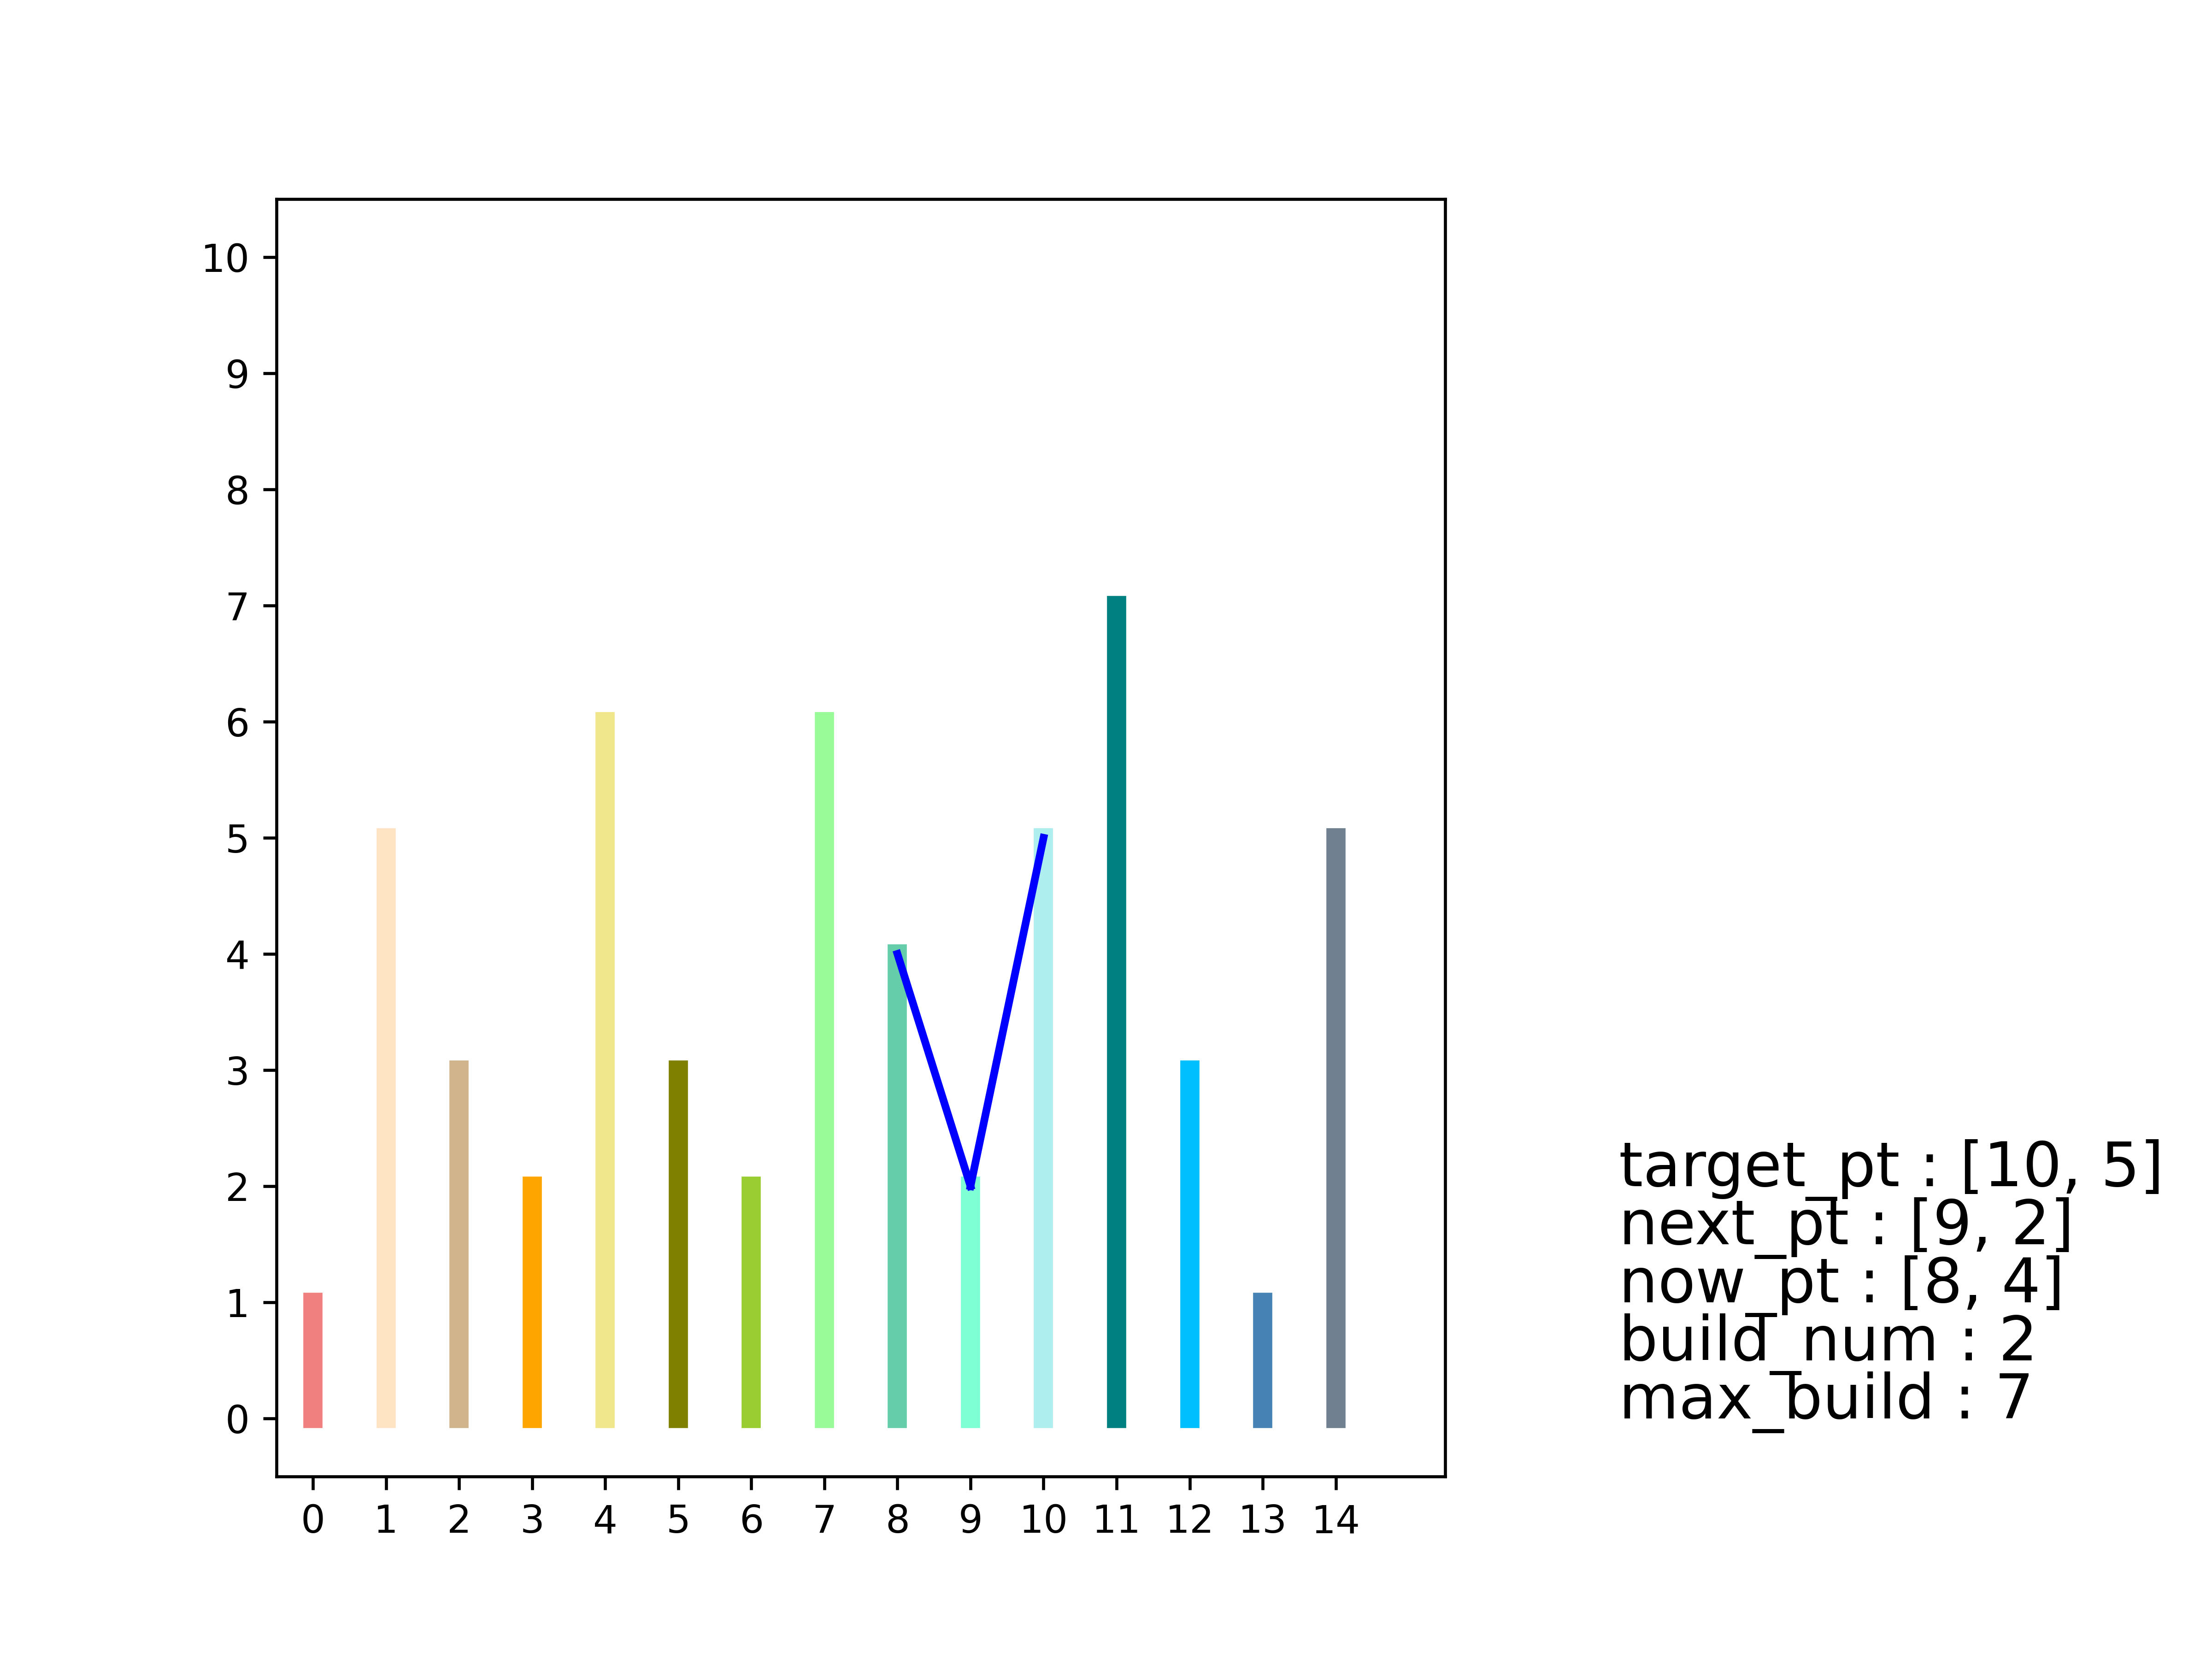 10
9
8
7
6
5
4
3
2
1
0
0 1 2 3 4 5 6 7 8 9 10 11 12 13 14
target_pt : [10, 5]
next_pt : [9, 2]
now_pt : [8, 4]
build_num : 2
max_build : 7